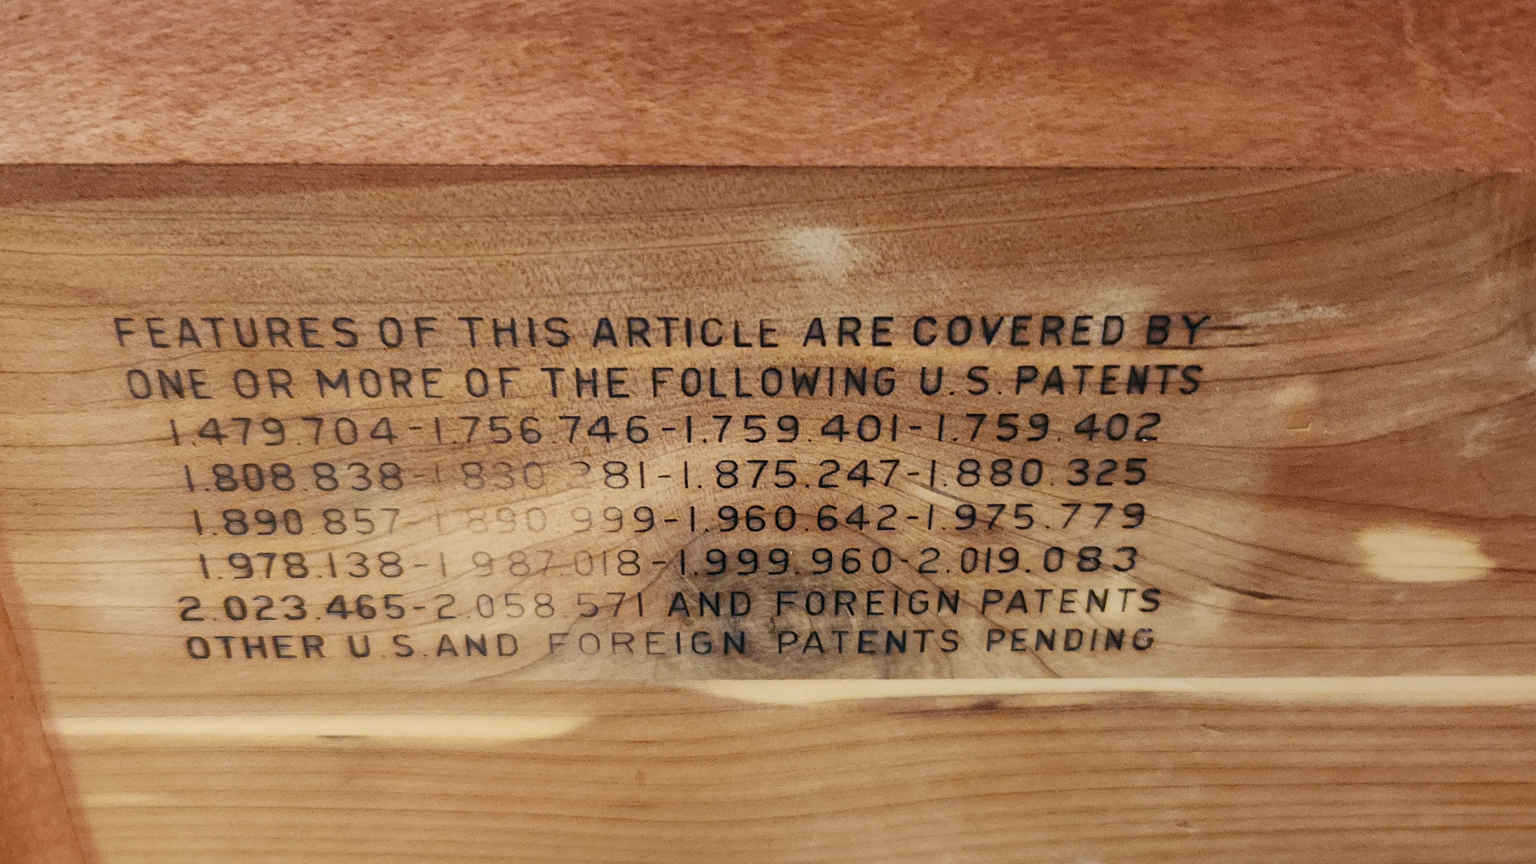 FEATURES OF THIS ARTICLE ARE COVERED BY
ONE OR MORE OF THE FOLLOWING U.S. PATENTS
1.479.704-1.756.746-1.759.401-1.759.402
1.808.838-1.830.281-1.875.247-1.880.325
1.890.857-1.890.999-1.960.642-1.975.779
1.978.138-1.987.018-1.999.960-2.019.083
2.023.465-2.058.571 AND FOREIGN PATENTS
OTHER U.S. AND FOREIGN PATENTS PENDING